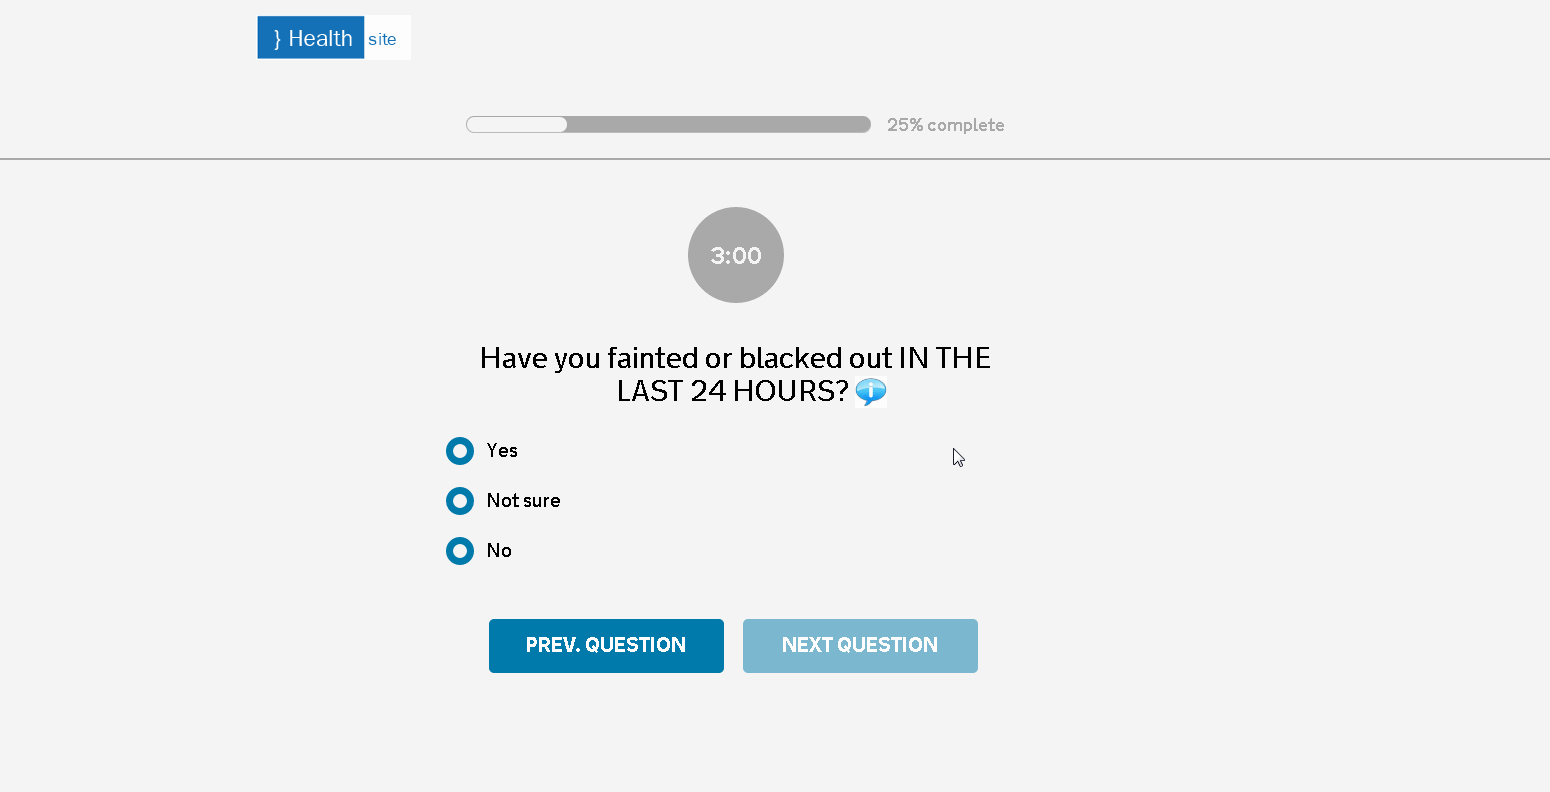 } Health site
25% complete
3:00
Have you fainted or blacked out IN THE
LAST 24 HOURS?
Yes
Not sure
No
PREV. QUESTION NEXT QUESTION